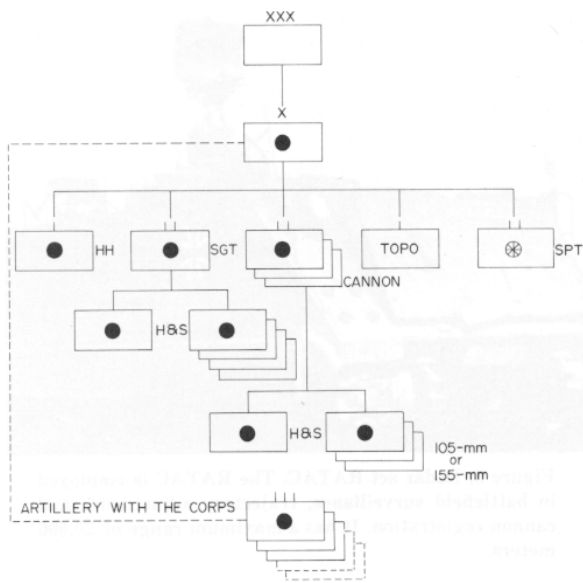 XXX
X
HH
SGT
CANNON
TOPO
SPT
H&S
H&S
105-mm
or
155-mm
ARTILLERY WITH THE CORPS